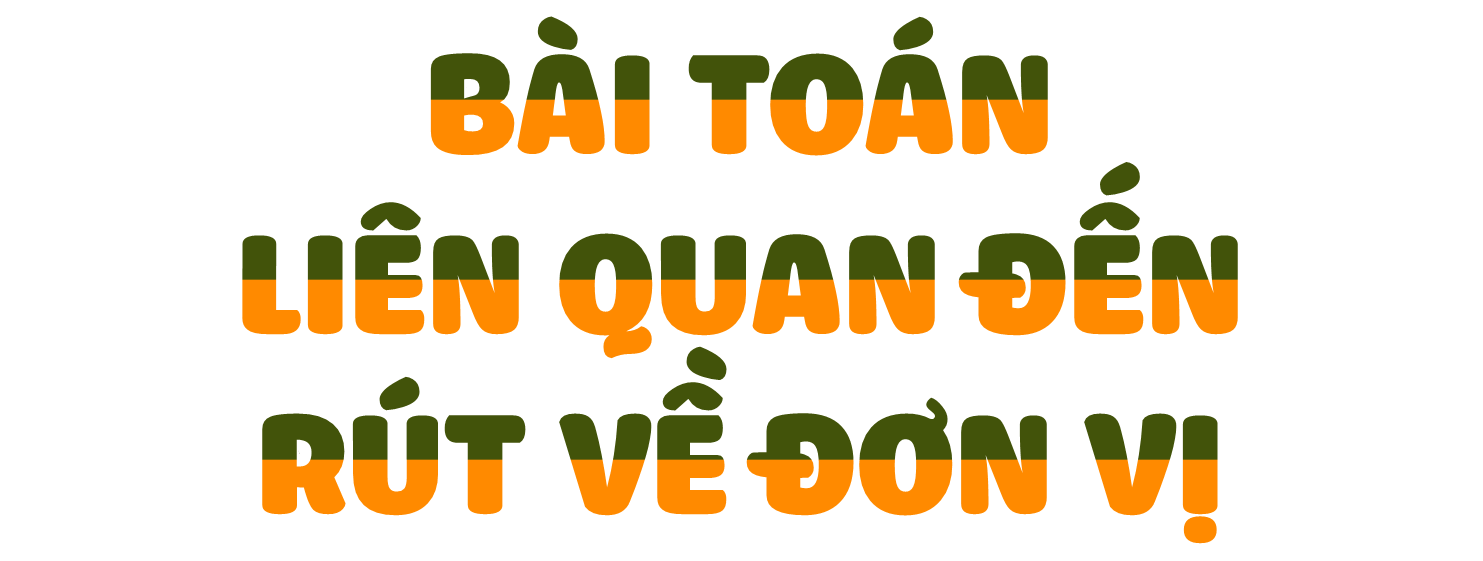 BÀI TOÁN
LIÊN QUAN ĐẾN
RÚT VỀ ĐƠN VỊ